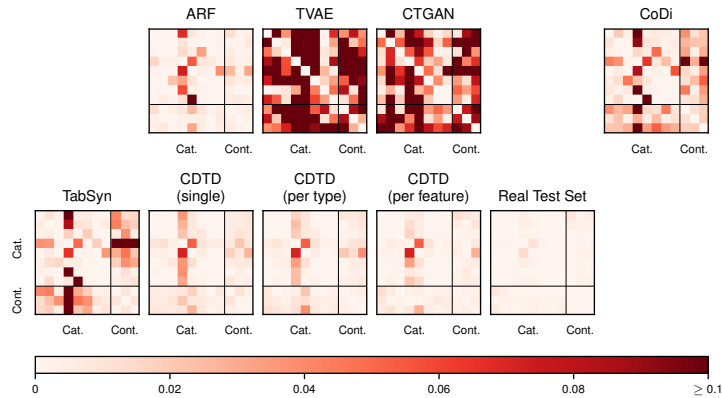 ARF TVAE CTGAN CoDi
Cat. Cont. Cat. Cont. Cat. Cont. Cat. Cont.
TabSyn CDTD (single) CDTD (per type) CDTD (per feature) Real Test Set
Cat.
Cont.
Cat. Cont. Cat. Cont. Cat. Cont. Cat. Cont. Cat. Cont.
0 0.02 0.04 0.06 0.08 ≥ 0.1